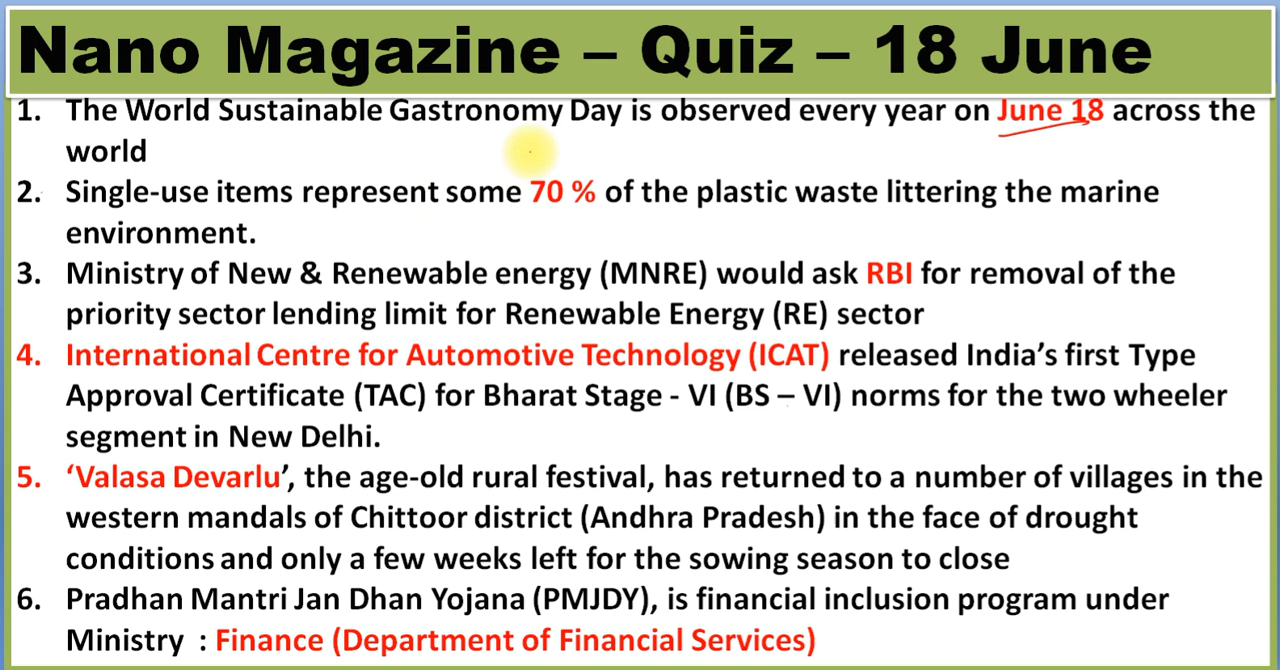 Nano Magazine – Quiz – 18 June
1. The World Sustainable Gastronomy Day is observed every year on June 18 across the
world
2. Single-use items represent some 70 % of the plastic waste littering the marine
environment.
3. Ministry of New & Renewable energy (MNRE) would ask RBI for removal of the
priority sector lending limit for Renewable Energy (RE) sector
4. International Centre for Automotive Technology (ICAT) released India’s first Type
Approval Certificate (TAC) for Bharat Stage - VI (BS – VI) norms for the two wheeler
segment in New Delhi.
5. ‘Valasa Devarlu’, the age-old rural festival, has returned to a number of villages in the
western mandals of Chittoor district (Andhra Pradesh) in the face of drought
conditions and only a few weeks left for the sowing season to close
6. Pradhan Mantri Jan Dhan Yojana (PMJDY), is financial inclusion program under
Ministry : Finance (Department of Financial Services)